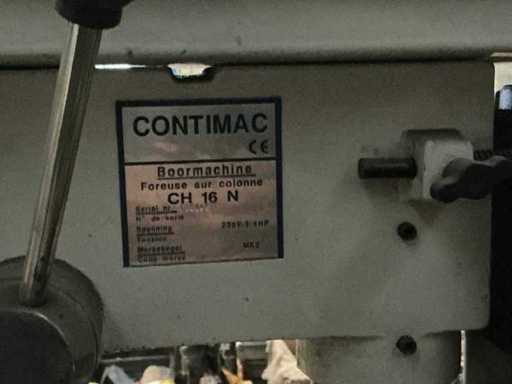 CONTIMAC
CE
Boormachine
Foreuse sur colonne
CH 16 N
Serial nr.
N° de serie
Spanning
Tension
Morsekegel MK2
Cone morse